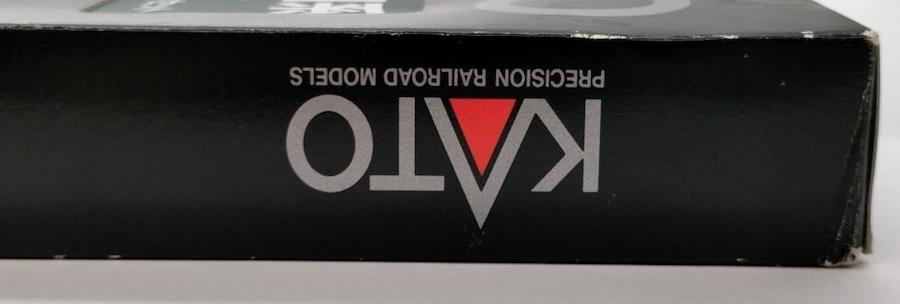 KATO
PRECISION RAILROAD MODELS